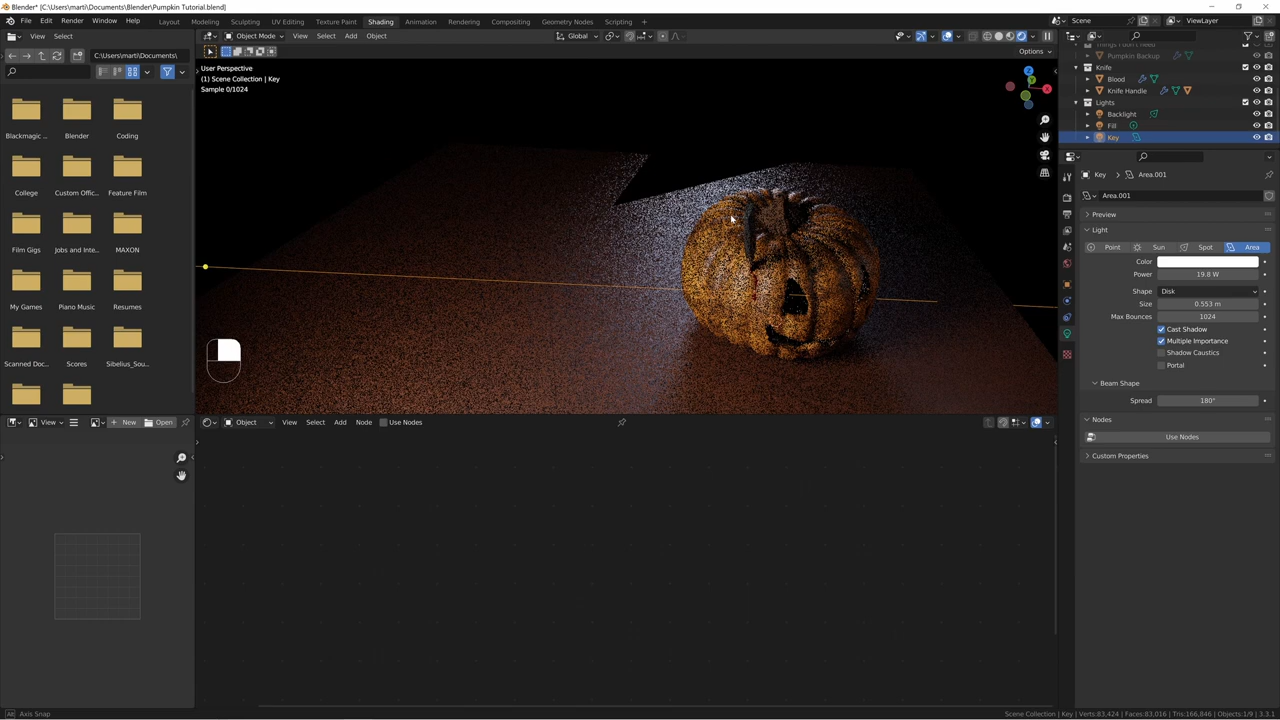 Blender* [C:\Users\marti\Documents\Blender\Pumpkin Tutorial.blend]
File Edit Render Window Help Layout Modeling Sculpting UV Editing Texture Paint Shading Animation Rendering Compositing Geometry Nodes Scripting Scene ViewLayer
View Select Object Mode View Select Add Object Global
C:\Users\marti\Documents\ Options
User Perspective
(1) Scene Collection | Key
Sample 0/1024
Blackmagic ... Blender Coding
College Custom Offic... Feature Film
Film Gigs Jobs and Inte... MAXON
My Games Piano Music Resumes
Scanned Doc... Scores Sibelius_Sou...
Things I don't need
Pumpkin Backup
Knife
Blood
Knife Handle
Lights
Backlight
Fill
Key
Key Area.001
Area.001
Preview
Light
Point Sun Spot Area
Color
Power 19.8 W
Shape Disk
Size 0.553 m
Max Bounces 1024
Cast Shadow
Multiple Importance
Shadow Caustics
Portal
Beam Shape
Spread 180°
Nodes
Use Nodes
Custom Properties
View New Open Object View Select Add Node Use Nodes
Alt Axis Snap Scene Collection | Key | Verts:83,424 | Faces:83,016 | Tris:166,846 | Objects:1/9 | 3.3.1
X
Y
Z